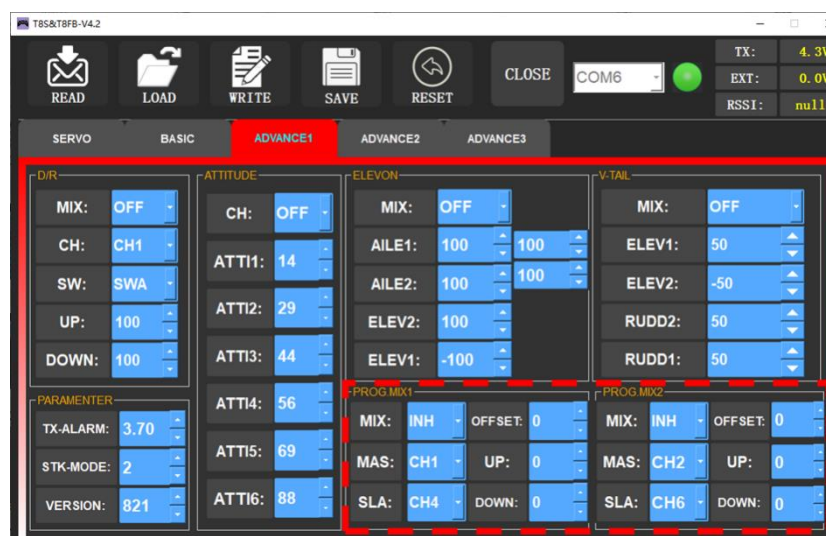 T8S&T8FB-V4.2
READ LOAD WRITE SAVE RESET CLOSE COM6
TX: 4.3V
EXT: 0.0V
RSSI: null
SERVO BASIC ADVANCE1 ADVANCE2 ADVANCE3
D/R
MIX: OFF
CH: CH1
SW: SWA
UP: 100
DOWN: 100
PARAMENTER
TX-ALARM: 3.70
STK-MODE: 2
VERSION: 821
ATTITUDE
CH: OFF
ATTI1: 14
ATTI2: 29
ATTI3: 44
ATTI4: 56
ATTI5: 69
ATTI6: 88
ELEVON
MIX: OFF
AILE1: 100 100
AILE2: 100 100
ELEV2: 100
ELEV1: -100
V-TAIL
MIX: OFF
ELEV1: 50
ELEV2: -50
RUDD2: 50
RUDD1: 50
PROG.MIX1
MIX: INH OFFSET: 0
MAS: CH1 UP: 0
SLA: CH4 DOWN: 0
PROG.MIX2
MIX: INH OFFSET: 0
MAS: CH2 UP: 0
SLA: CH6 DOWN: 0